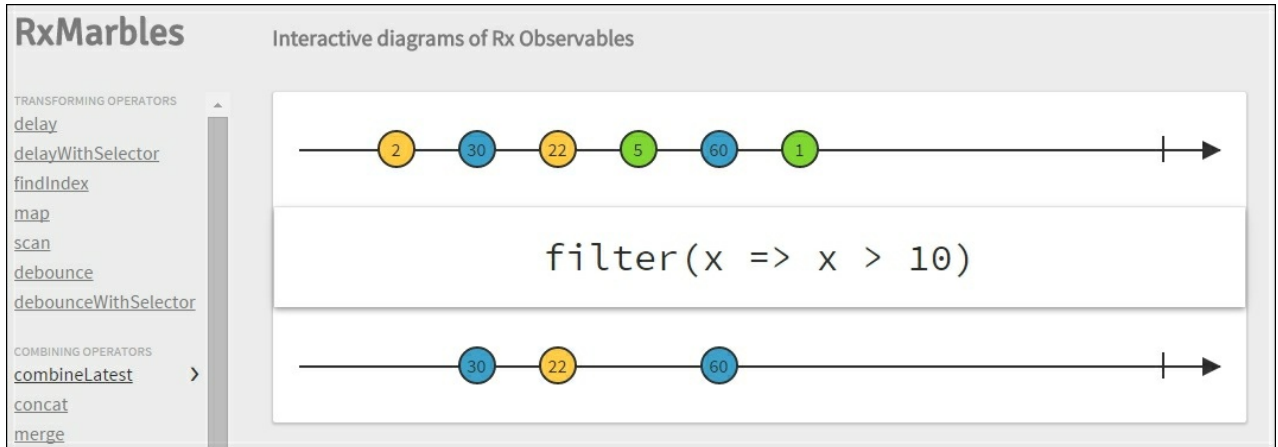 RxMarbles
Interactive diagrams of Rx Observables
TRANSFORMING OPERATORS
delay
delayWithSelector
findIndex
map
scan
debounce
debounceWithSelector
COMBINING OPERATORS
combineLatest
concat
merge
2 30 22 5 60 1
filter(x => x > 10)
30 22 60